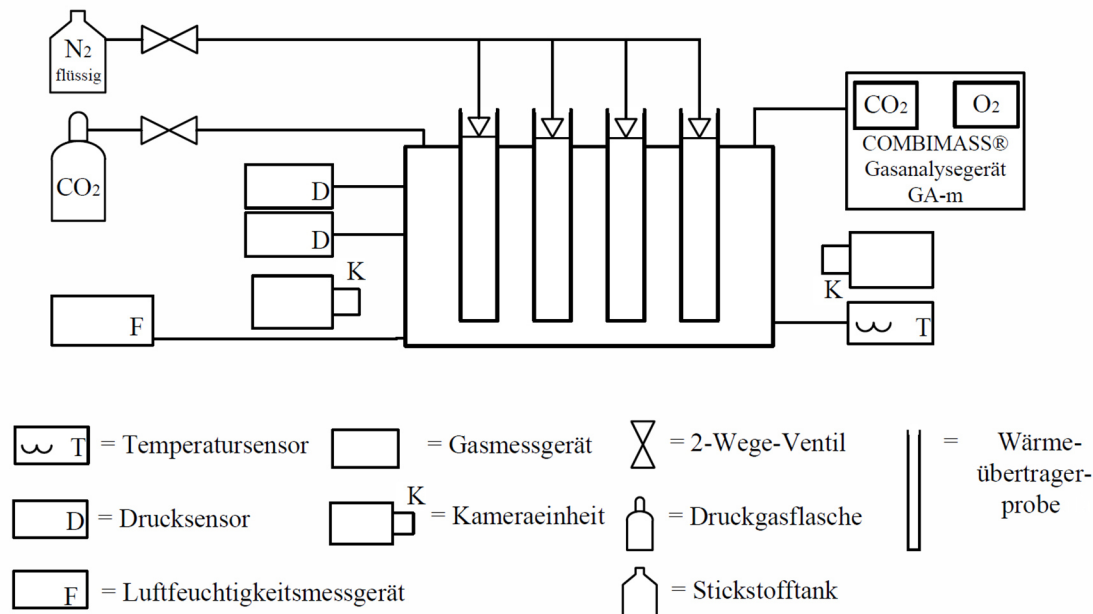 N2
flüssig
CO2
D
D
K
F
CO2
O2
COMBIMASS®
Gasanalysegerät
GA-m
K
T
T = Temperatursensor
= Gasmessgerät
= 2-Wege-Ventil
= Wärme-
übertrager-
probe
D = Drucksensor
K
= Kameraeinheit
= Druckgasflasche
F = Luftfeuchtigkeitsmessgerät
= Stickstofftank